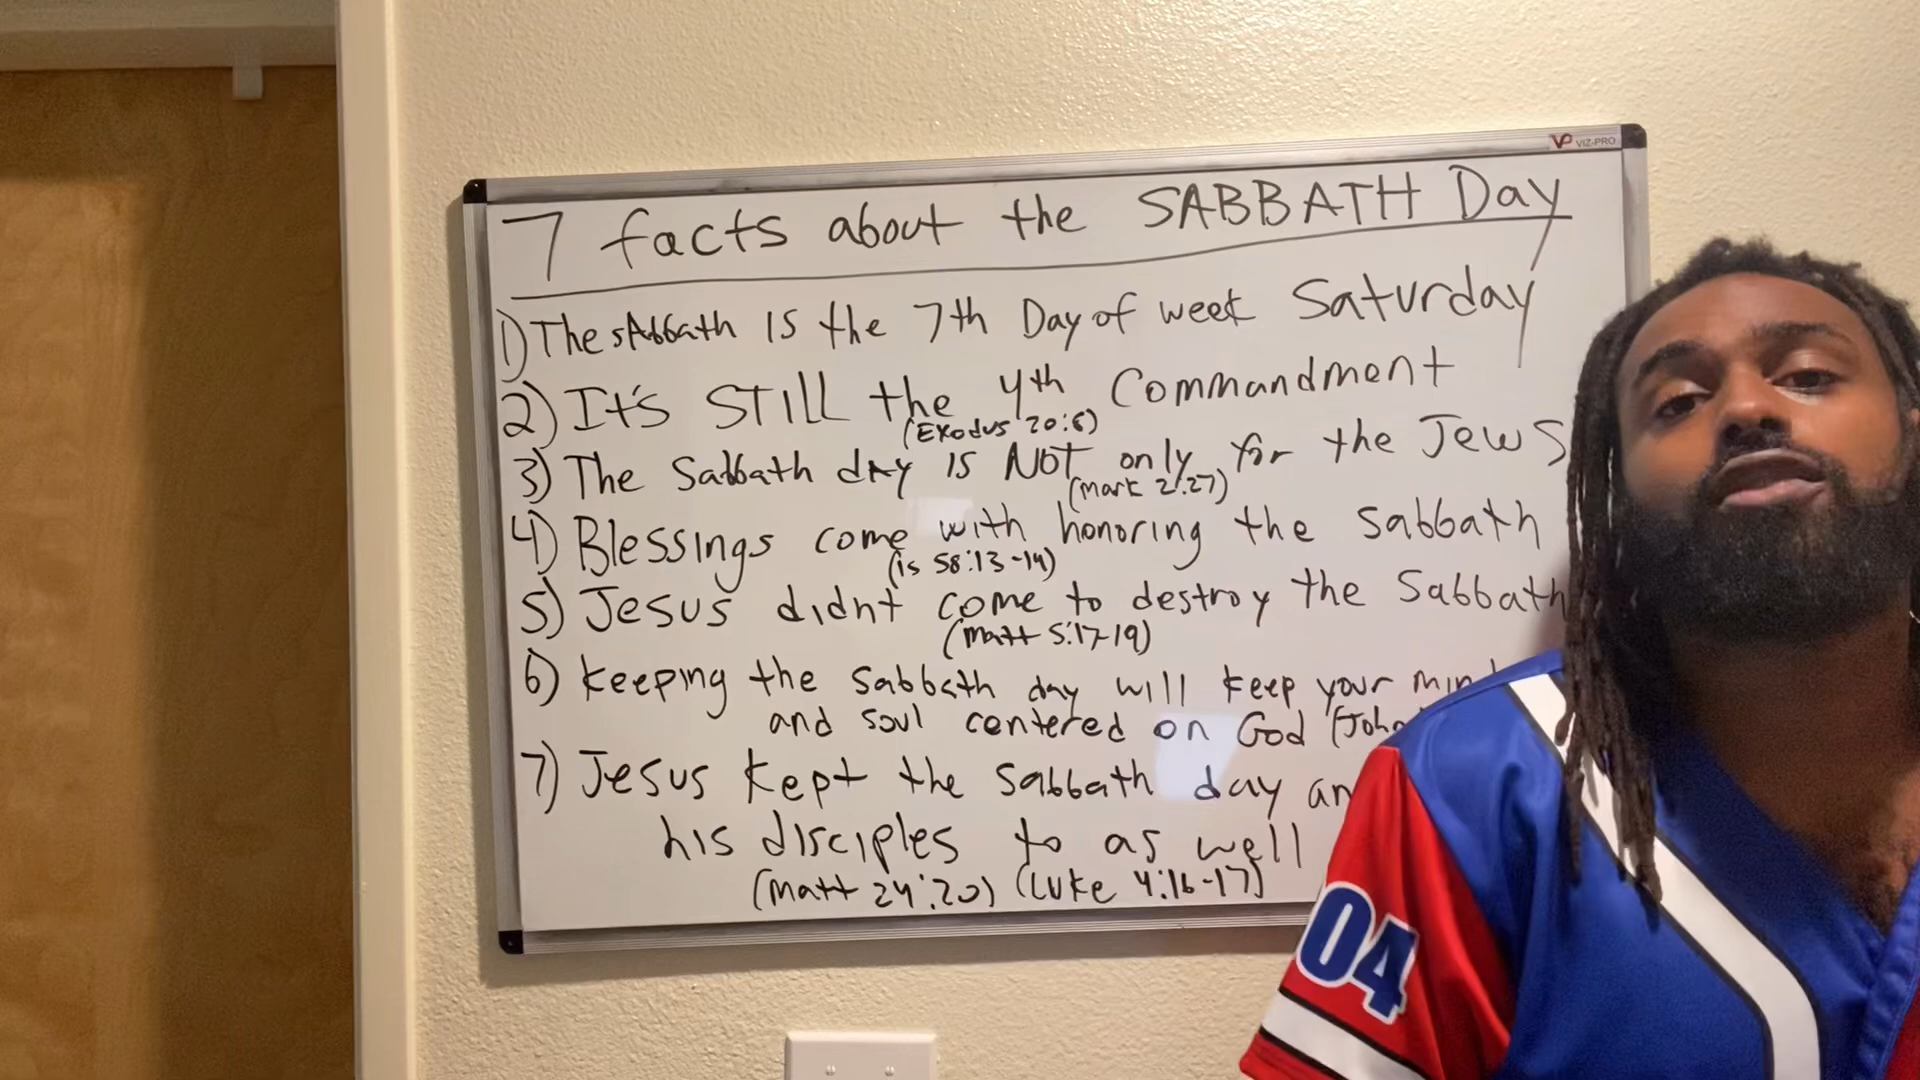 VP VIZ-PRO
7 facts about the SABBATH Day
1) The sAbbath IS the 7th Day of week Saturday
2) It's STILL the 4th Commandment
(Exodus 20:8)
3) The Sabbath day is NOT only for the Jews
(mark 2:27)
4) Blessings come with honoring the Sabbath
(is 58:13-14)
5) Jesus didnt come to destroy the Sabbath
(matt 5:17-19)
6) keeping the Sabbath day will keep your min
and soul centered on God (John
7) Jesus kept the Sabbath day an
his disciples to as well
(matt 24:20) (Luke 4:16-17)
04